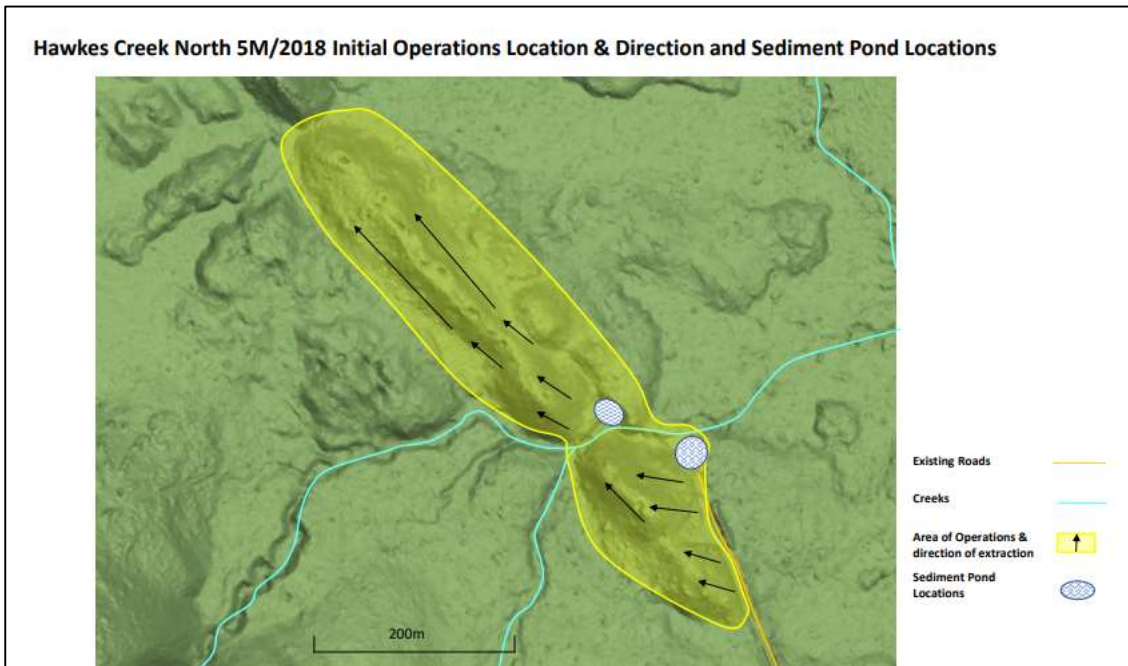 Hawkes Creek North 5M/2018 Initial Operations Location & Direction and Sediment Pond Locations
Existing Roads
Creeks
Area of Operations &
direction of extraction
Sediment Pond
Locations
200m